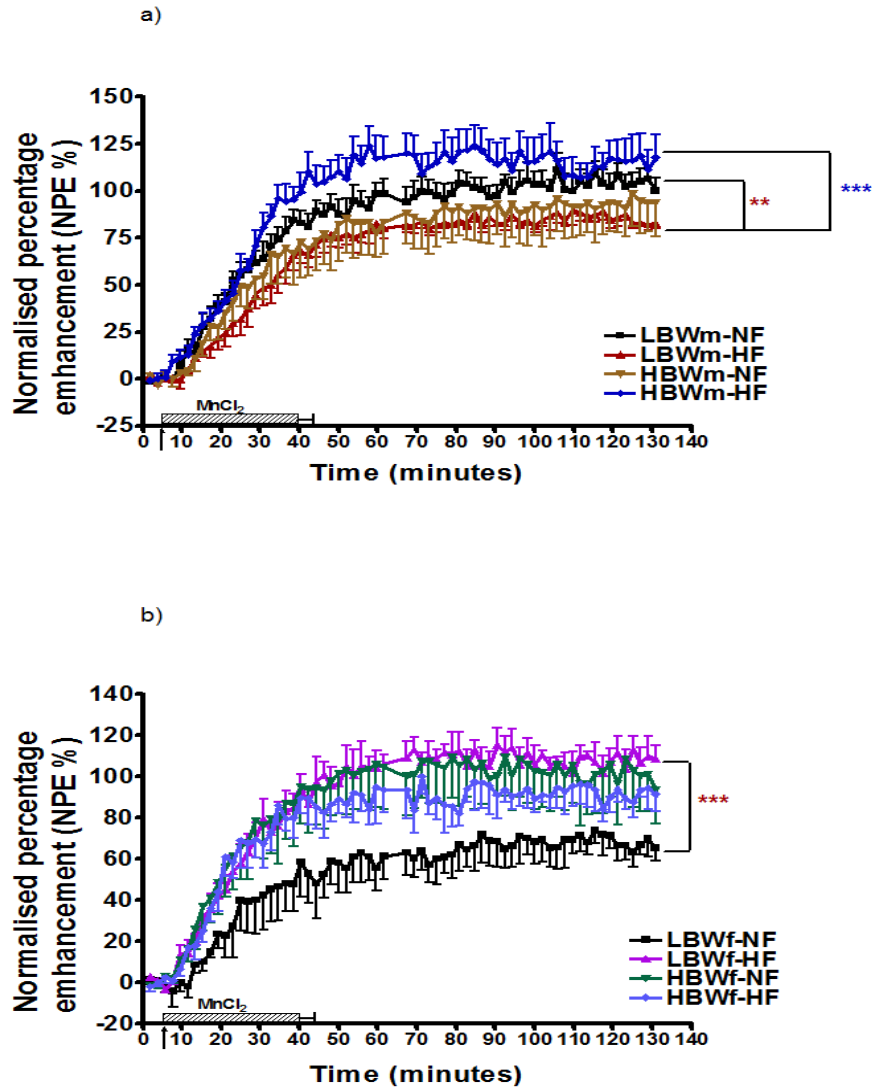 a)
Normalised percentage
enhancement (NPE %)
150
125
100
75
50
25
0
-25
**
***
LBWm-NF
LBWm-HF
HBWm-NF
HBWm-HF
MnCl₂
0 10 20 30 40 50 60 70 80 90 100 110 120 130 140
Time (minutes)
b)
Normalised percentage
enhancement (NPE %)
140
120
100
80
60
40
20
0
-20
***
LBWf-NF
LBWf-HF
HBWf-NF
HBWf-HF
MnCl₂
0 10 20 30 40 50 60 70 80 90 100 110 120 130 140
Time (minutes)